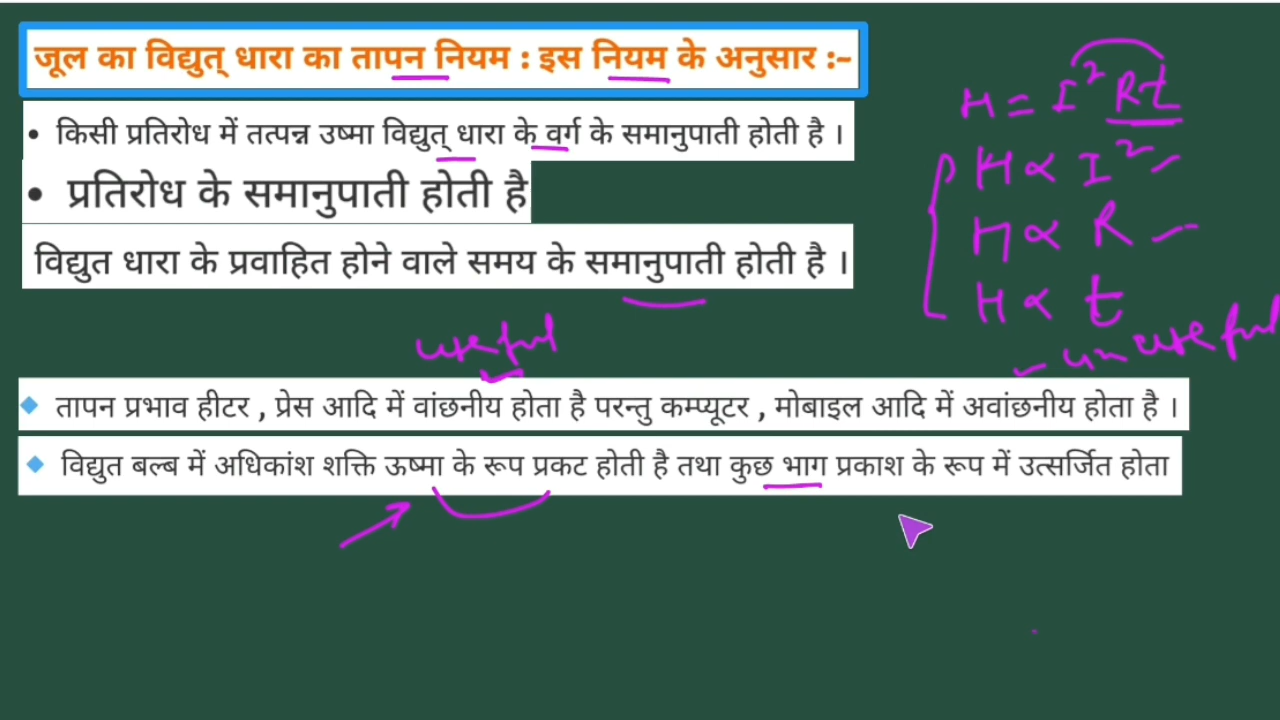 जूल का विद्युत् धारा का तापन नियम : इस नियम के अनुसार :-
• किसी प्रतिरोध में तत्पन्न उष्मा विद्युत् धारा के वर्ग के समानुपाती होती है ।
• प्रतिरोध के समानुपाती होती है
विद्युत धारा के प्रवाहित होने वाले समय के समानुपाती होती है ।
H = I² Rt
H ∝ I²
H ∝ R
H ∝ t
useful
un useful
तापन प्रभाव हीटर , प्रेस आदि में वांछनीय होता है परन्तु कम्प्यूटर , मोबाइल आदि में अवांछनीय होता है ।
विद्युत बल्ब में अधिकांश शक्ति ऊष्मा के रूप प्रकट होती है तथा कुछ भाग प्रकाश के रूप में उत्सर्जित होता